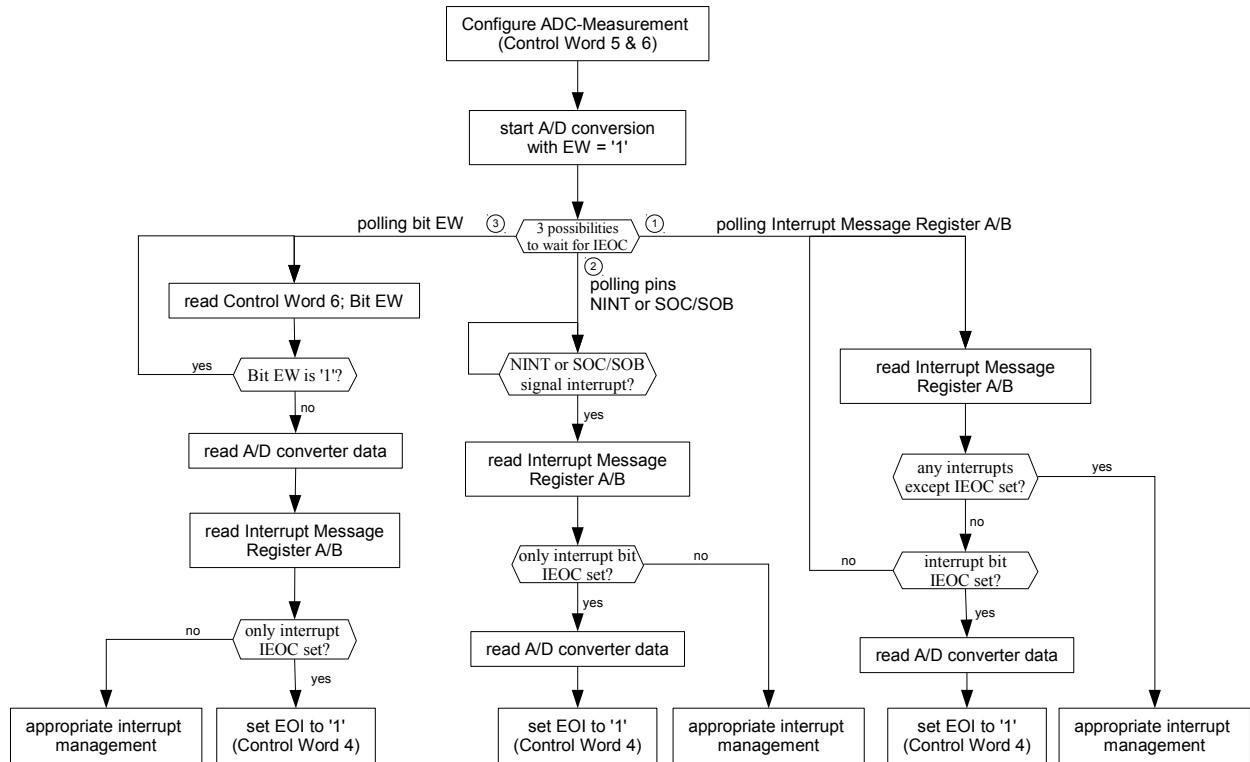 Configure ADC-Measurement
(Control Word 5 & 6)
start A/D conversion
with EW = '1'
polling bit EW
3
3 possibilities
to wait for IEOC
1
polling Interrupt Message Register A/B
2
polling pins
NINT or SOC/SOB
read Control Word 6; Bit EW
yes
Bit EW is '1'?
no
read A/D converter data
read Interrupt Message
Register A/B
no
only interrupt
IEOC set?
yes
appropriate interrupt
management
set EOI to '1'
(Control Word 4)
NINT or SOC/SOB
signal interrupt?
yes
read Interrupt Message
Register A/B
only interrupt bit
IEOC set?
no
yes
read A/D converter data
set EOI to '1'
(Control Word 4)
appropriate interrupt
management
read Interrupt Message
Register A/B
any interrupts
except IEOC set?
yes
no
no
interrupt bit
IEOC set?
yes
read A/D converter data
set EOI to '1'
(Control Word 4)
appropriate interrupt
management